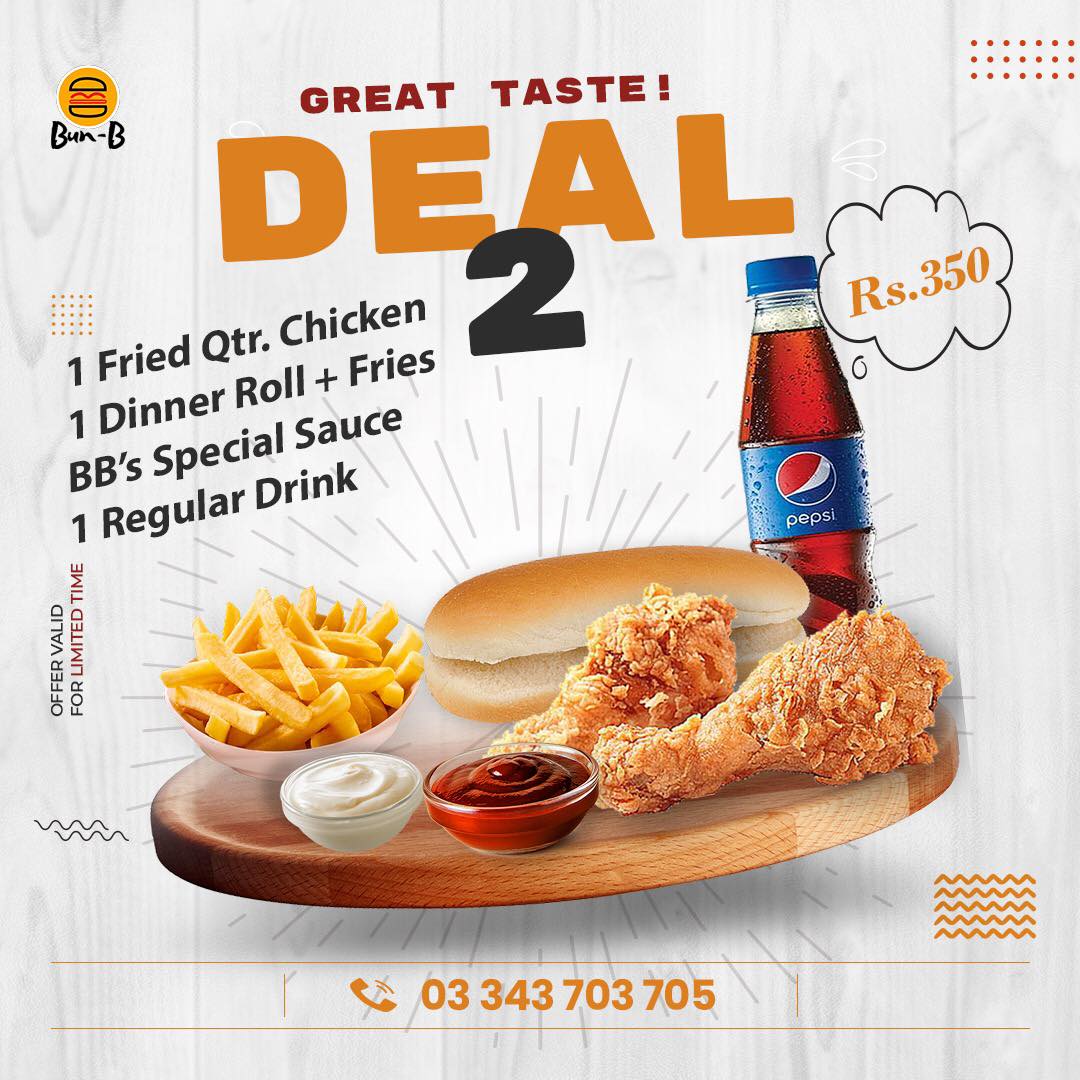 Bun-B
GREAT TASTE!
DEAL
2
Rs.350
1 Fried Qtr. Chicken
1 Dinner Roll + Fries
BB's Special Sauce
1 Regular Drink
pepsi
OFFER VALID
FOR LIMITED TIME
03 343 703 705